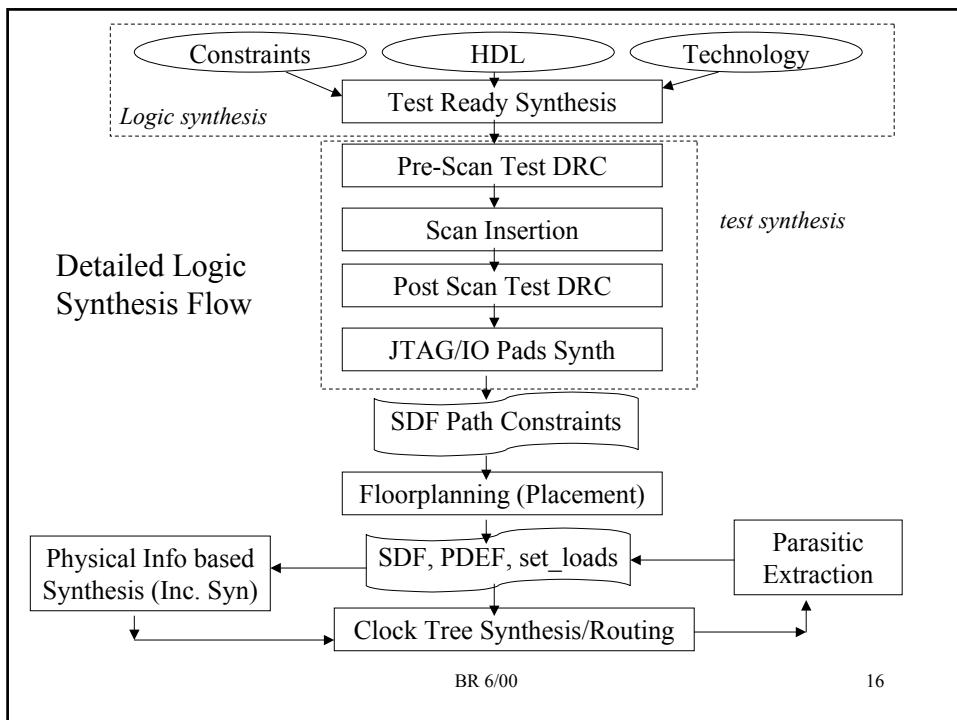 Constraints
HDL
Technology
Test Ready Synthesis
Logic synthesis
Pre-Scan Test DRC
Scan Insertion
test synthesis
Detailed Logic
Synthesis Flow
Post Scan Test DRC
JTAG/IO Pads Synth
SDF Path Constraints
Floorplanning (Placement)
Physical Info based
Synthesis (Inc. Syn)
SDF, PDEF, set_loads
Parasitic
Extraction
Clock Tree Synthesis/Routing
BR 6/00
16